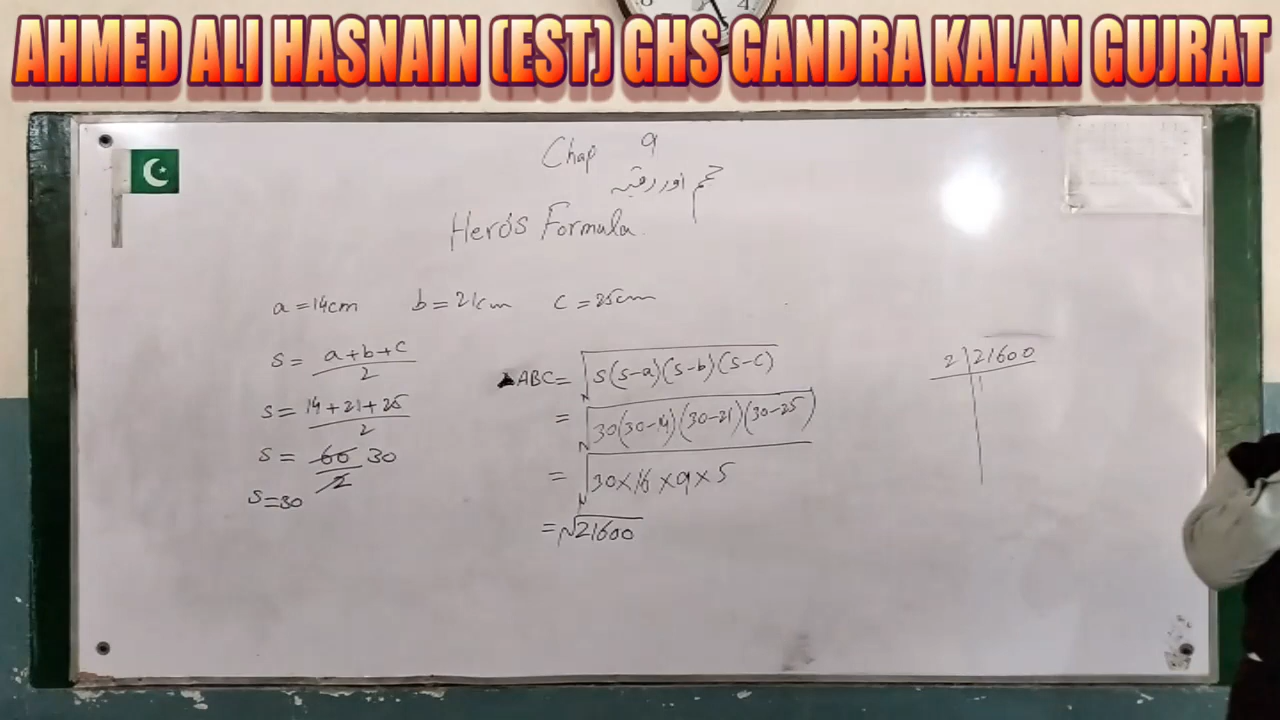 AHMED ALI HASNAIN (EST) GHS GANDRA KALAN GUJRAT
Chap 9
حجم اور رقبہ
Hero's Formula.
a = 14cm b = 21cm c = 25cm
S = a+b+c / 2
S = 14+21+25 / 2
S = 60 / 2 30
S = 30
ABC = √S(S-a)(S-b)(S-c)
= √30(30-14)(30-21)(30-25)
= √30×16×9×5
= √21600
2 | 21600
1